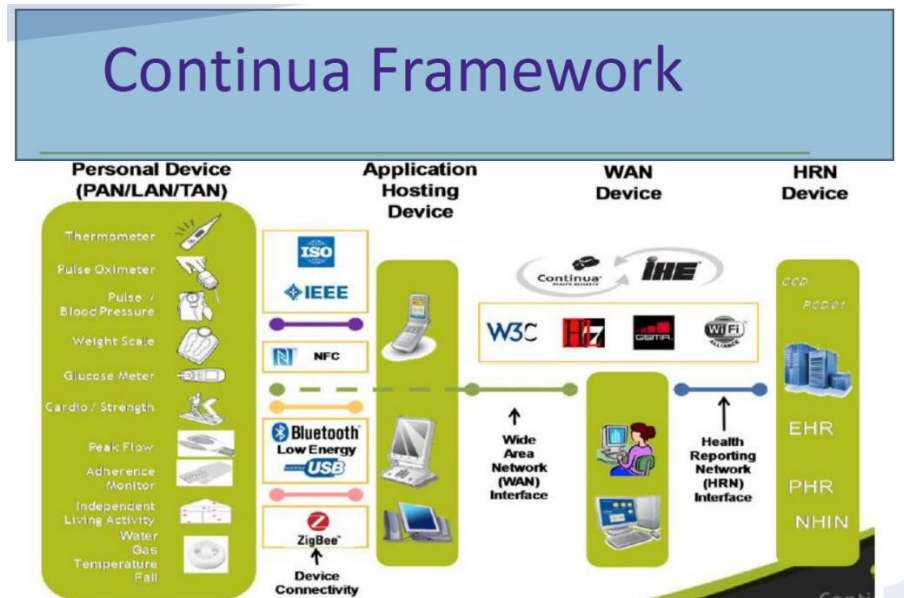 Continua Framework
Personal Device
(PAN/LAN/TAN)
Application
Hosting
Device
WAN
Device
HRN
Device
Thermometer
Pulse Oximeter
Pulse /
Blood Pressure
Weight Scale
Glucose Meter
Cardio / Strength
Peak Flow
Adherence
Monitor
Independent
Living Activity
Water
Gas
Temperature
Fall
ISO
IEEE
NFC
Bluetooth
Low Energy
USB
ZigBee
Device
Connectivity
Continua
HEALTH ALLIANCE
IHE
W3C
HL7
GSMA
WiFi
ALLIANCE
Wide
Area
Network
(WAN)
Interface
Health
Reporting
Network
(HRN)
Interface
CCD
PCD01
EHR
PHR
NHIN